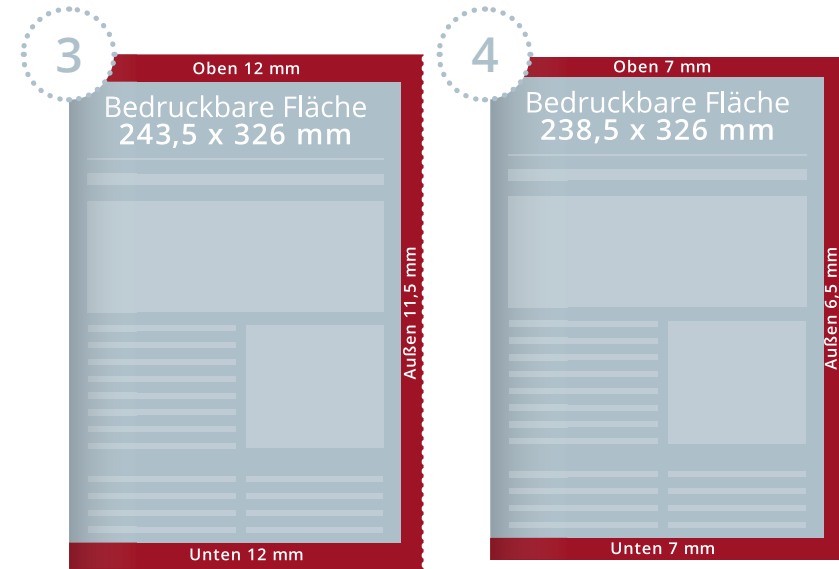 3
Oben 12 mm
Bedruckbare Fläche
243,5 x 326 mm
Außen 11,5 mm
Unten 12 mm
4
Oben 7 mm
Bedruckbare Fläche
238,5 x 326 mm
Außen 6,5 mm
Unten 7 mm